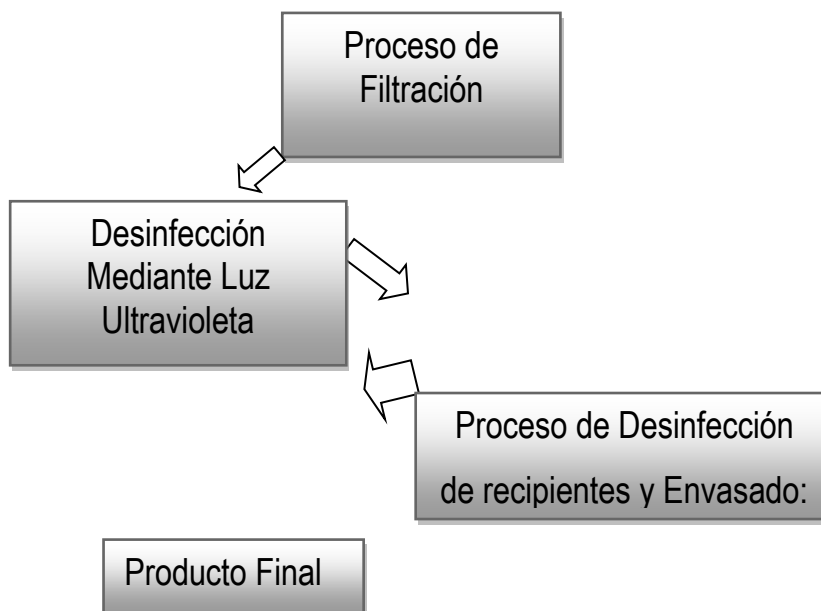 Proceso de
Filtración
Desinfección
Mediante Luz
Ultravioleta
Proceso de Desinfección
de recipientes y Envasado:
Producto Final